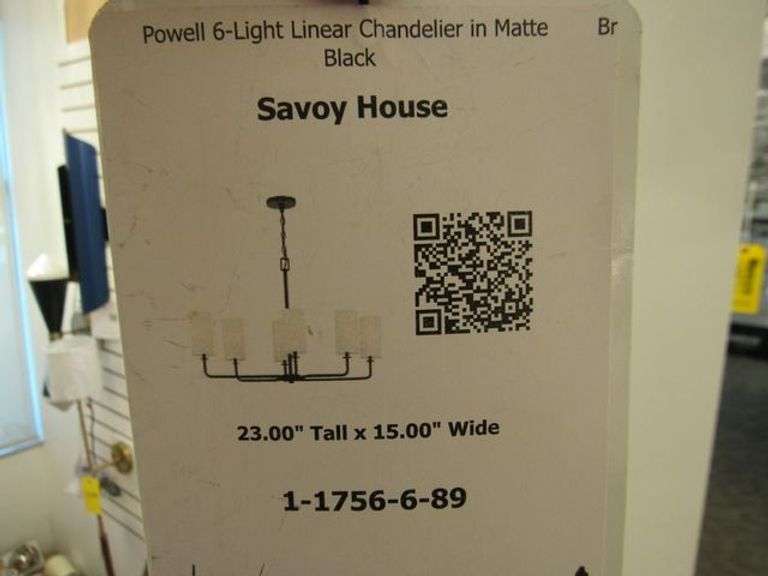 Powell 6-Light Linear Chandelier in Matte
Black
Br
Savoy House
23.00" Tall x 15.00" Wide
1-1756-6-89